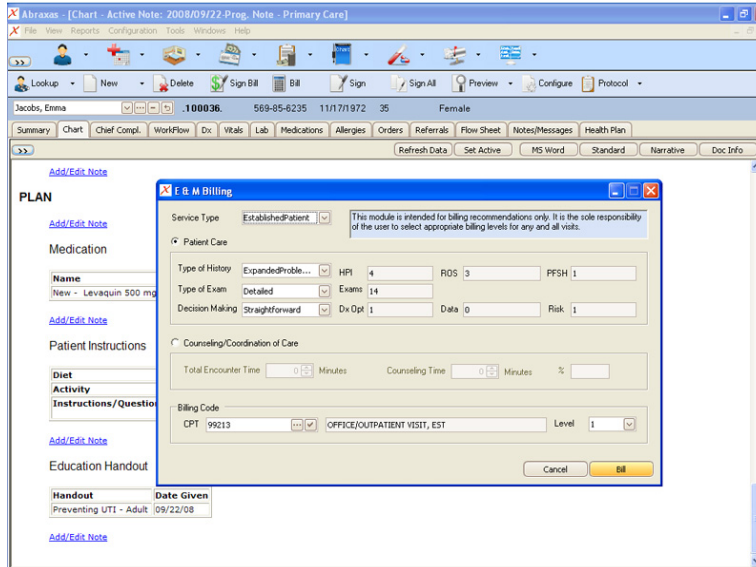 Abraxas - [Chart - Active Note: 2008/09/22-Prog. Note - Primary Care]
File View Reports Configuration Tools Windows Help
Lookup New Delete Sign Bill Bill Sign Sign All Preview Configure Protocol
Jacobs, Emma .100036. 569-85-6235 11/17/1972 35 Female
Summary Chart Chief Compl. WorkFlow Dx Vitals Lab Medications Allergies Orders Referrals Flow Sheet Notes/Messages Health Plan
Refresh Data Set Active MS Word Standard Narrative Doc Info
Add/Edit Note
PLAN
Add/Edit Note
Medication
Name
New - Levaquin 500 mg
Add/Edit Note
Patient Instructions
Diet
Activity
Instructions/Questio
Add/Edit Note
Education Handout
Handout Date Given
Preventing UTI - Adult 09/22/08
Add/Edit Note
E & M Billing
Service Type EstablishedPatient
This module is intended for billing recommendations only. It is the sole responsibility
of the user to select appropriate billing levels for any and all visits.
Patient Care
Type of History ExpandedProble... HPI 4 ROS 3 PFSH 1
Type of Exam Detailed Exams 14
Decision Making Straightforward Dx Opt 1 Data 0 Risk 1
Counseling/Coordination of Care
Total Encounter Time 0 Minutes Counseling Time 0 Minutes %
Billing Code
CPT 99213 ... OFFICE/OUTPATIENT VISIT, EST Level 1
Cancel Bill